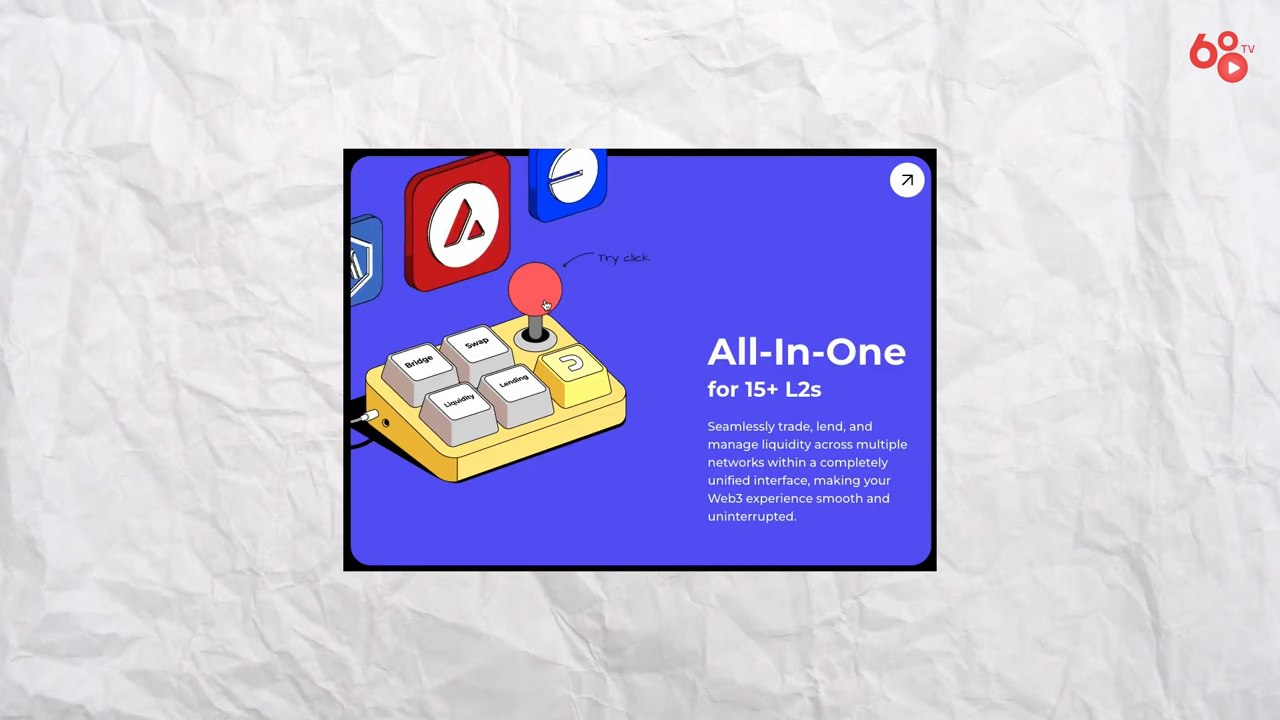 68 TV
Try click
Bridge
Swap
Liquidity
Lending
All-In-One
for 15+ L2s
Seamlessly trade, lend, and
manage liquidity across multiple
networks within a completely
unified interface, making your
Web3 experience smooth and
uninterrupted.